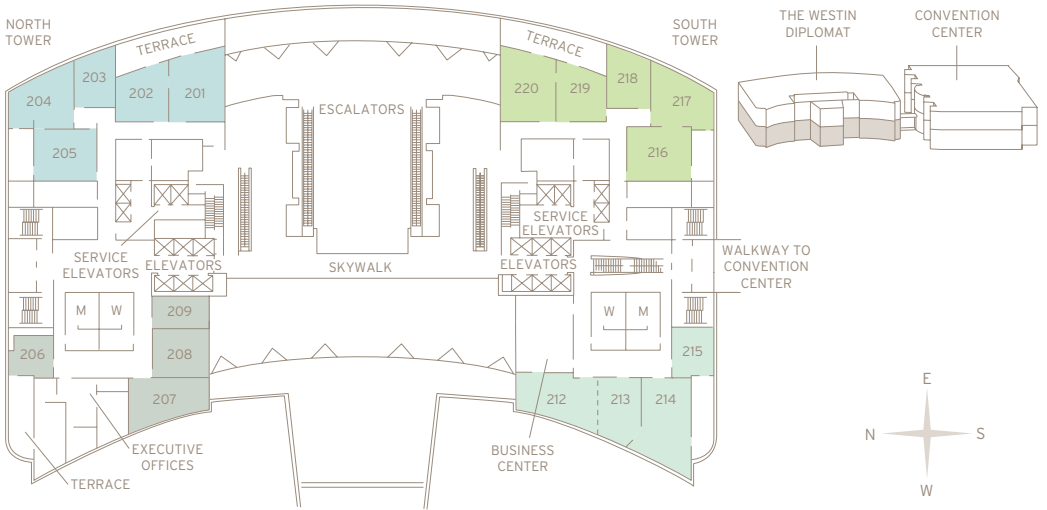 NORTH
TOWER
TERRACE
203
204
202
201
205
ESCALATORS
TERRACE
SOUTH
TOWER
218
220
219
217
216
THE WESTIN
DIPLOMAT
CONVENTION
CENTER
SERVICE
ELEVATORS
ELEVATORS
SKYWALK
SERVICE
ELEVATORS
ELEVATORS
WALKWAY TO
CONVENTION
CENTER
M
W
209
208
206
207
W
M
215
212
213
214
EXECUTIVE
OFFICES
TERRACE
BUSINESS
CENTER
E
N
S
W